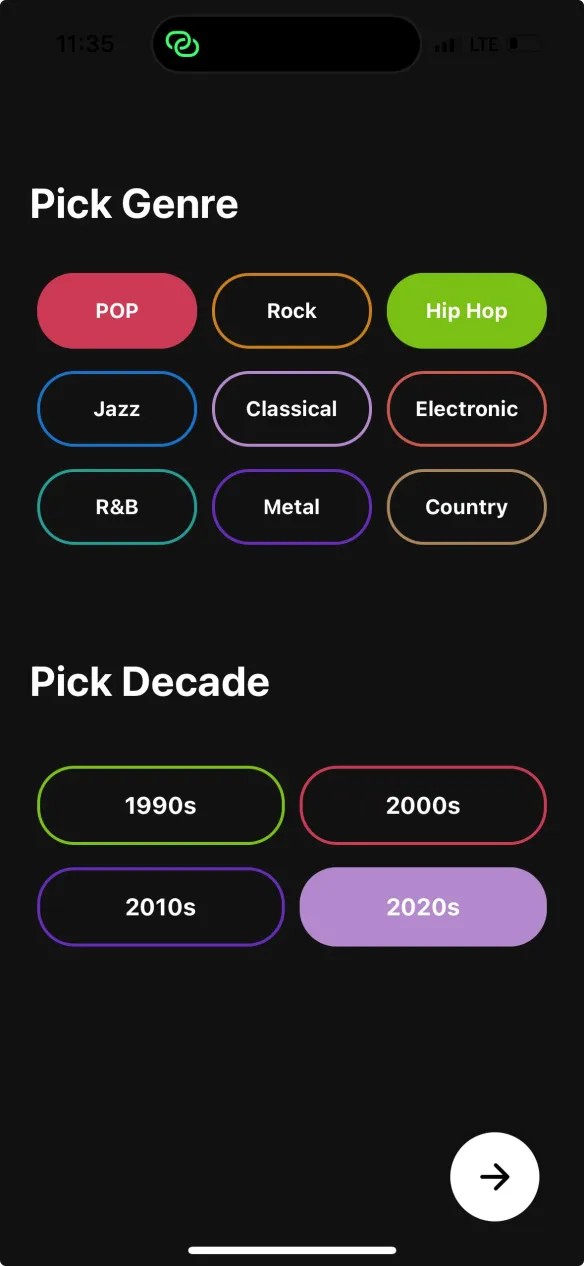 11:35 LTE
Pick Genre
POP Rock Hip Hop
Jazz Classical Electronic
R&B Metal Country
Pick Decade
1990s 2000s
2010s 2020s